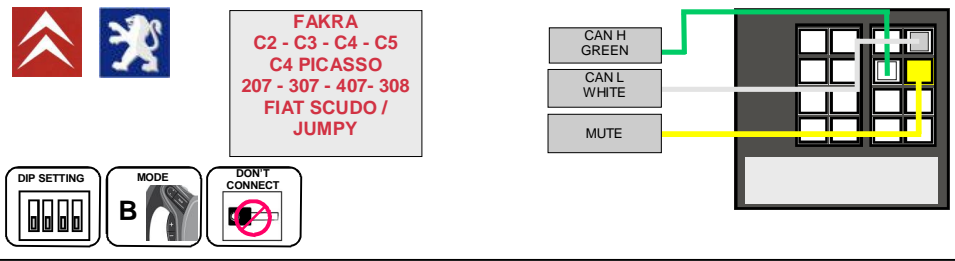 FAKRA
C2 - C3 - C4 - C5
C4 PICASSO
207 - 307 - 407- 308
FIAT SCUDO /
JUMPY
CAN H
GREEN
CAN L
WHITE
MUTE
DIP SETTING
MODE
B
DON'T
CONNECT